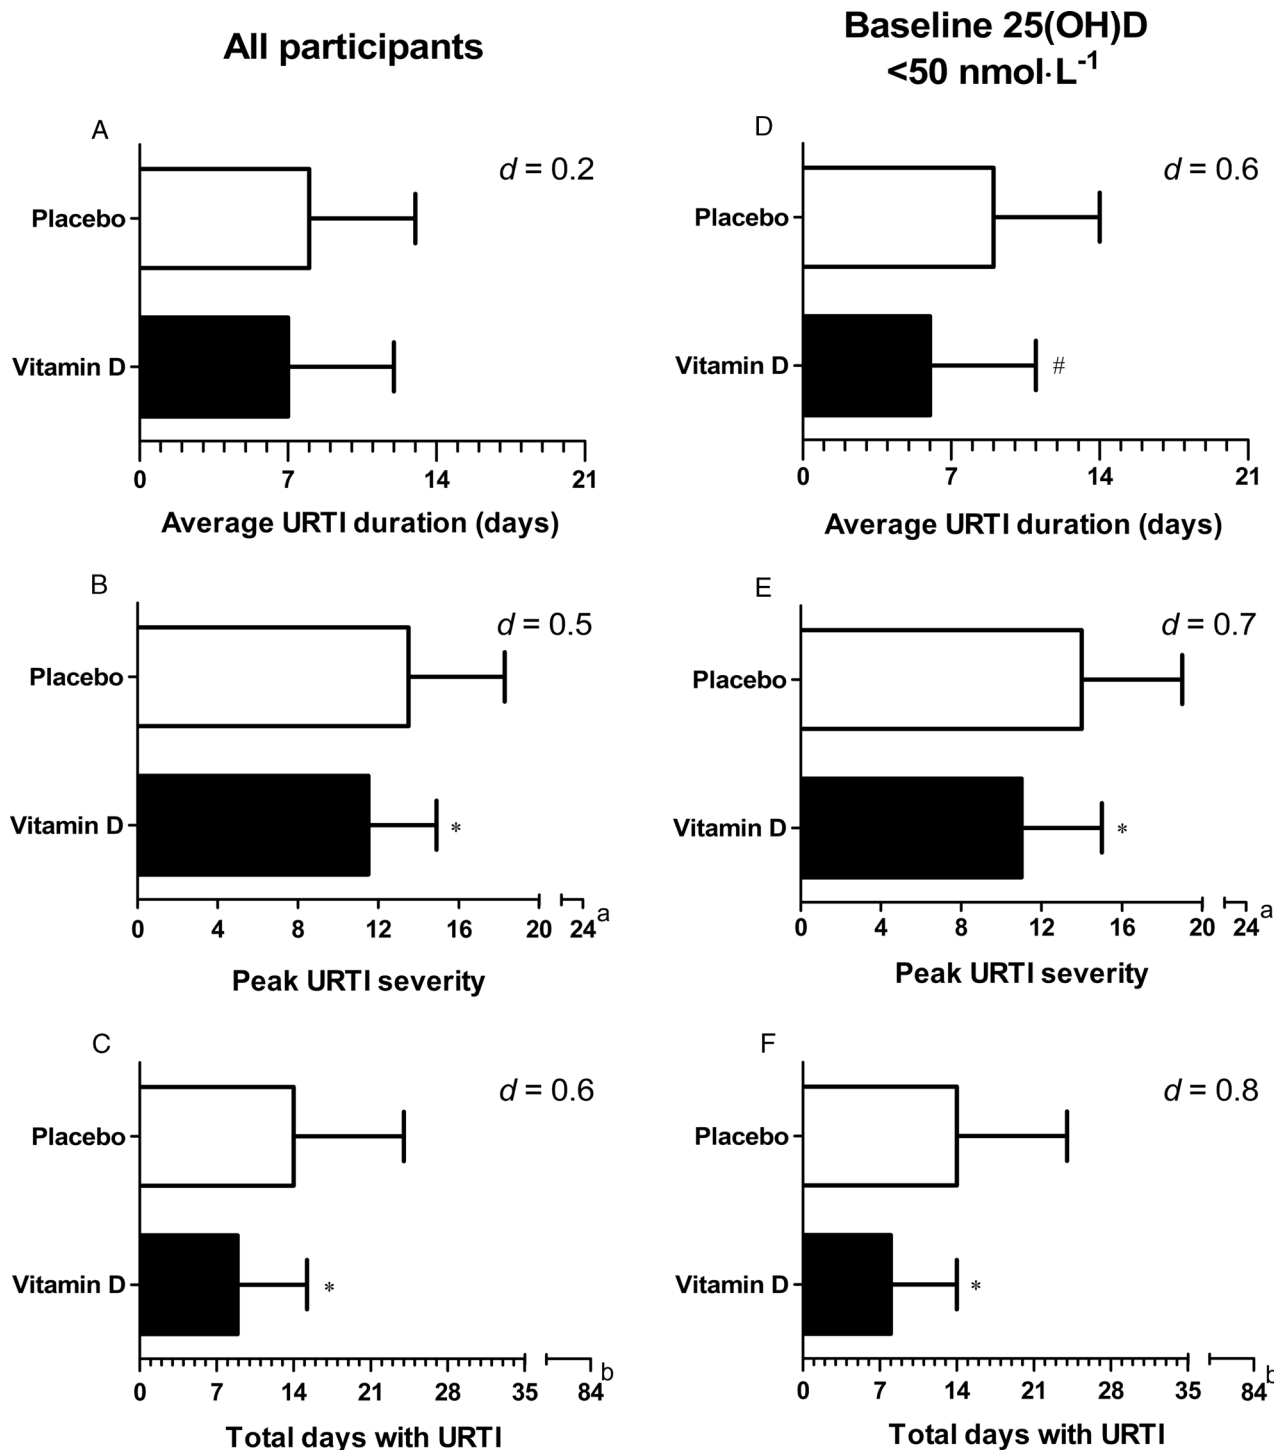 All participants
A
d = 0.2
Placebo
Vitamin D
0 7 14 21
Average URTI duration (days)
B
d = 0.5
Placebo
Vitamin D
*
0 4 8 12 16 20 24 a
Peak URTI severity
C
d = 0.6
Placebo
Vitamin D
*
0 7 14 21 28 35 84 b
Total days with URTI
Baseline 25(OH)D
<50 nmol·L⁻¹
D
d = 0.6
Placebo
Vitamin D
#
0 7 14 21
Average URTI duration (days)
E
d = 0.7
Placebo
Vitamin D
*
0 4 8 12 16 20 24 a
Peak URTI severity
F
d = 0.8
Placebo
Vitamin D
*
0 7 14 21 28 35 84 b
Total days with URTI